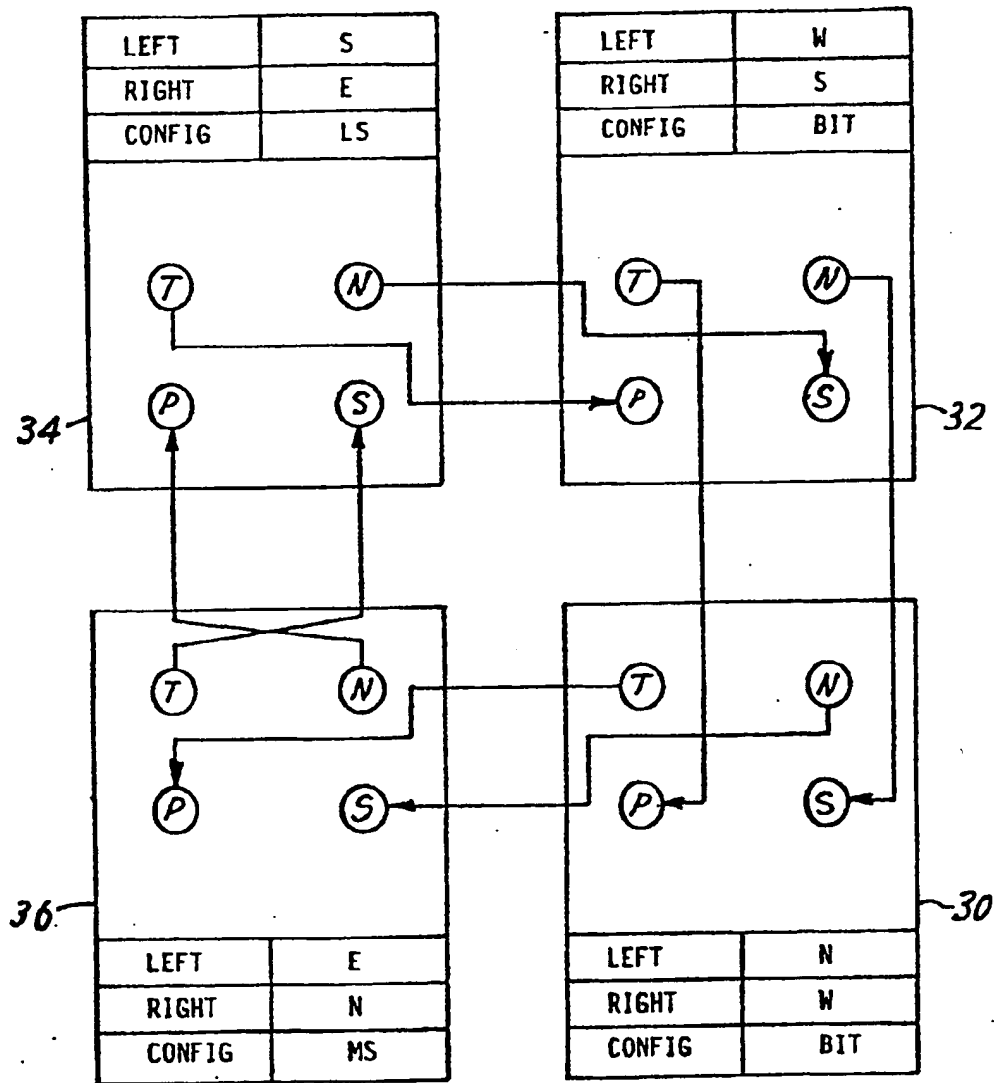 LEFT S
RIGHT E
CONFIG LS
LEFT W
RIGHT S
CONFIG BIT
T N
P S
34
T N
P S
32
T N
P S
36
T N
P S
30
LEFT E
RIGHT N
CONFIG MS
LEFT N
RIGHT W
CONFIG BIT